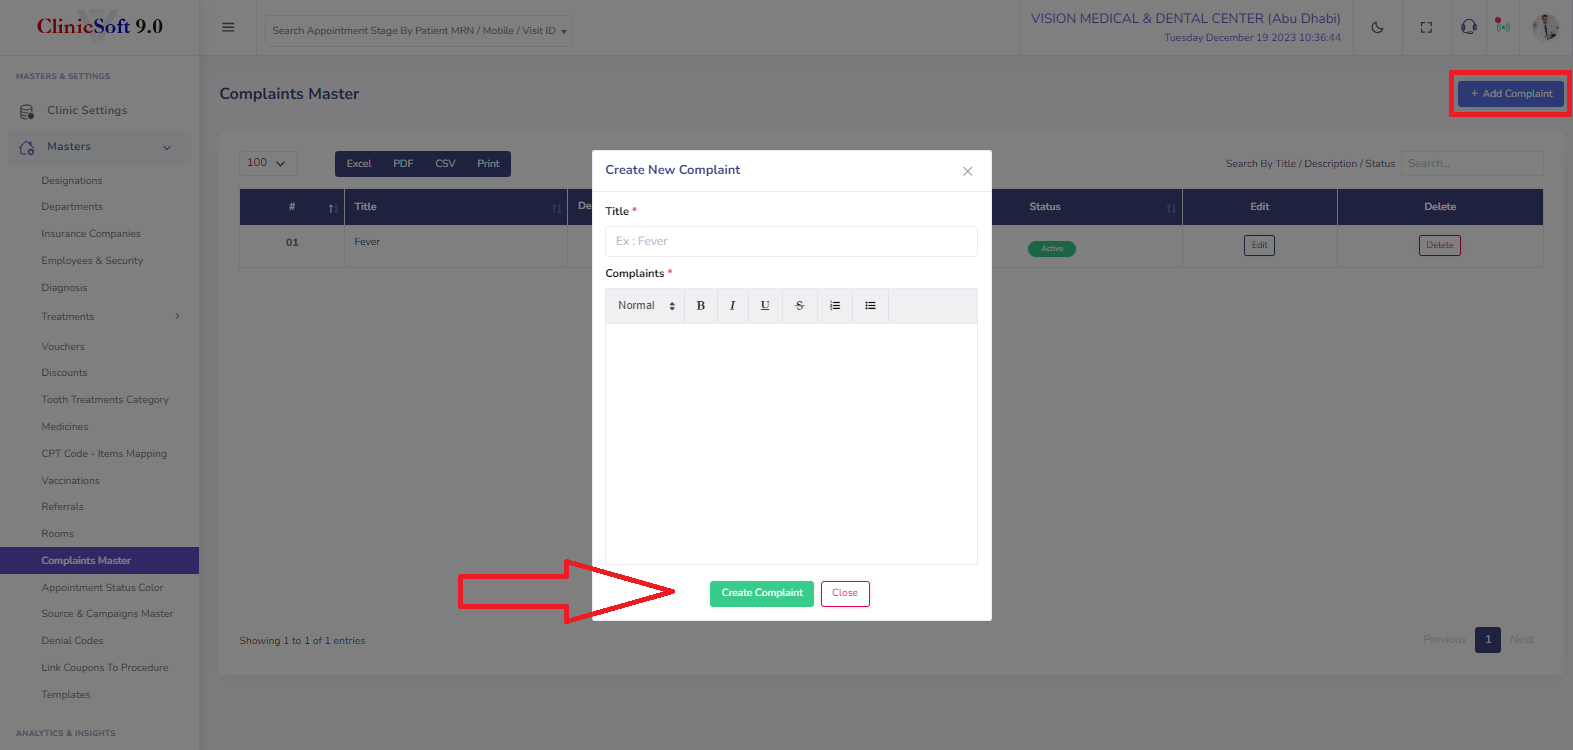 ClinicSoft 9.0
Search Appointment Stage By Patient MRN / Mobile / Visit ID
VISION MEDICAL & DENTAL CENTER (Abu Dhabi)
Tuesday December 19 2023 10:36:44
MASTERS & SETTINGS
Clinic Settings
Masters
Designations
Departments
Insurance Companies
Employees & Security
Diagnosis
Treatments
Vouchers
Discounts
Tooth Treatments Category
Medicines
CPT Code - Items Mapping
Vaccinations
Referrals
Rooms
Complaints Master
Appointment Status Color
Source & Campaigns Master
Denial Codes
Link Coupons To Procedure
Templates
ANALYTICS & INSIGHTS
Complaints Master
+ Add Complaint
100
Excel PDF CSV Print
Search By Title / Description / Status Search...
# Title De Status Edit Delete
01 Fever Active Edit Delete
Create New Complaint
Title *
Ex : Fever
Complaints *
Normal B I U S
Create Complaint Close
Showing 1 to 1 of 1 entries
Previous 1 Next